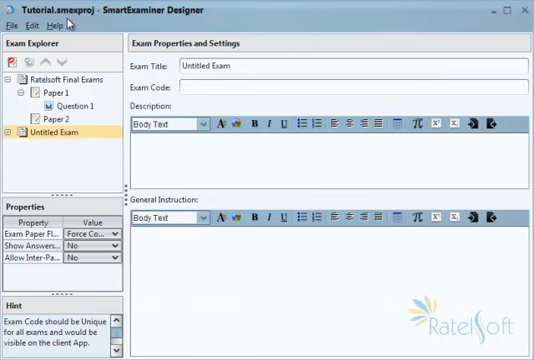 Tutorial.smexproj - SmartExaminer Designer
File Edit Help
Exam Explorer
Ratelsoft Final Exams
Paper 1
Question 1
Paper 2
Untitled Exam
Properties
Property Value
Exam Paper Fl... Force Co...
Show Answers... No
Allow Inter-Pa... No
Hint
Exam Code should be Unique
for all exams and would be
visible on the client App.
Exam Properties and Settings
Exam Title: Untitled Exam
Exam Code:
Description:
Body Text
B I U
General Instruction:
Body Text
B I U
RatelSoft